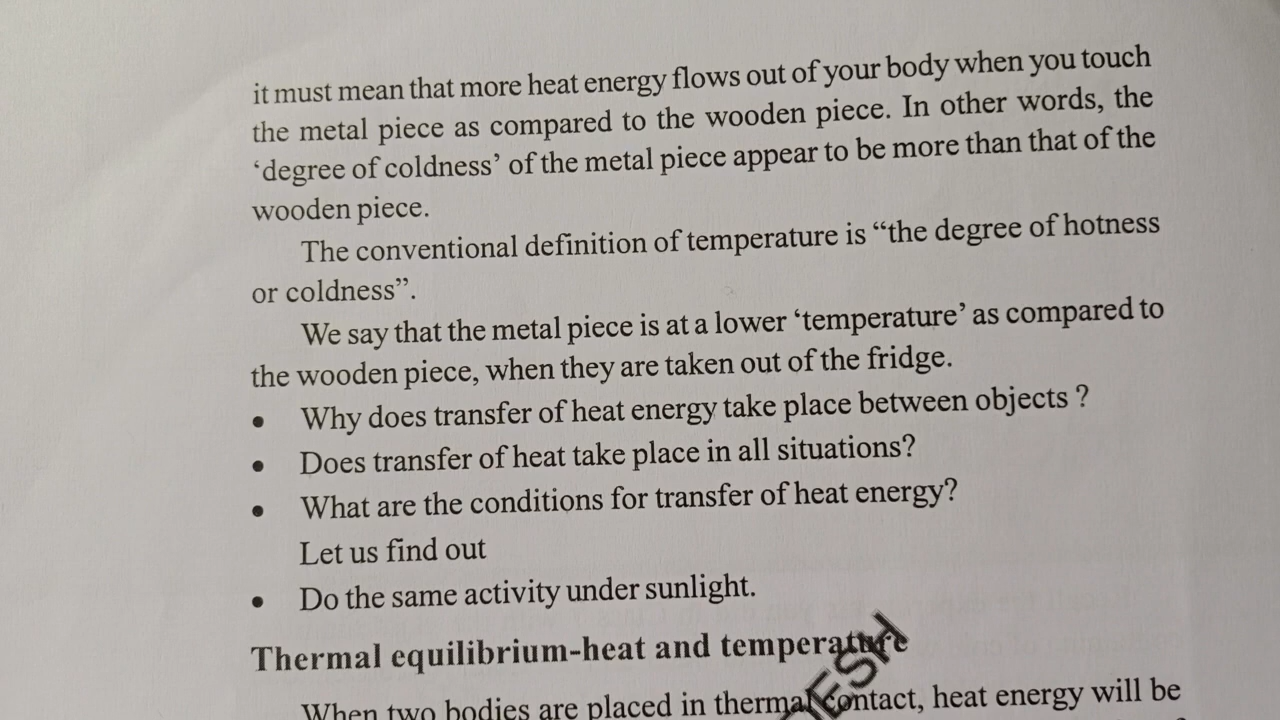 it must mean that more heat energy flows out of your body when you touch
the metal piece as compared to the wooden piece. In other words, the
‘degree of coldness’ of the metal piece appear to be more than that of the
wooden piece.
The conventional definition of temperature is “the degree of hotness
or coldness”.
We say that the metal piece is at a lower ‘temperature’ as compared to
the wooden piece, when they are taken out of the fridge.
• Why does transfer of heat energy take place between objects ?
• Does transfer of heat take place in all situations?
• What are the conditions for transfer of heat energy?
Let us find out
• Do the same activity under sunlight.
Thermal equilibrium-heat and temperature
When two bodies are placed in thermal contact, heat energy will be